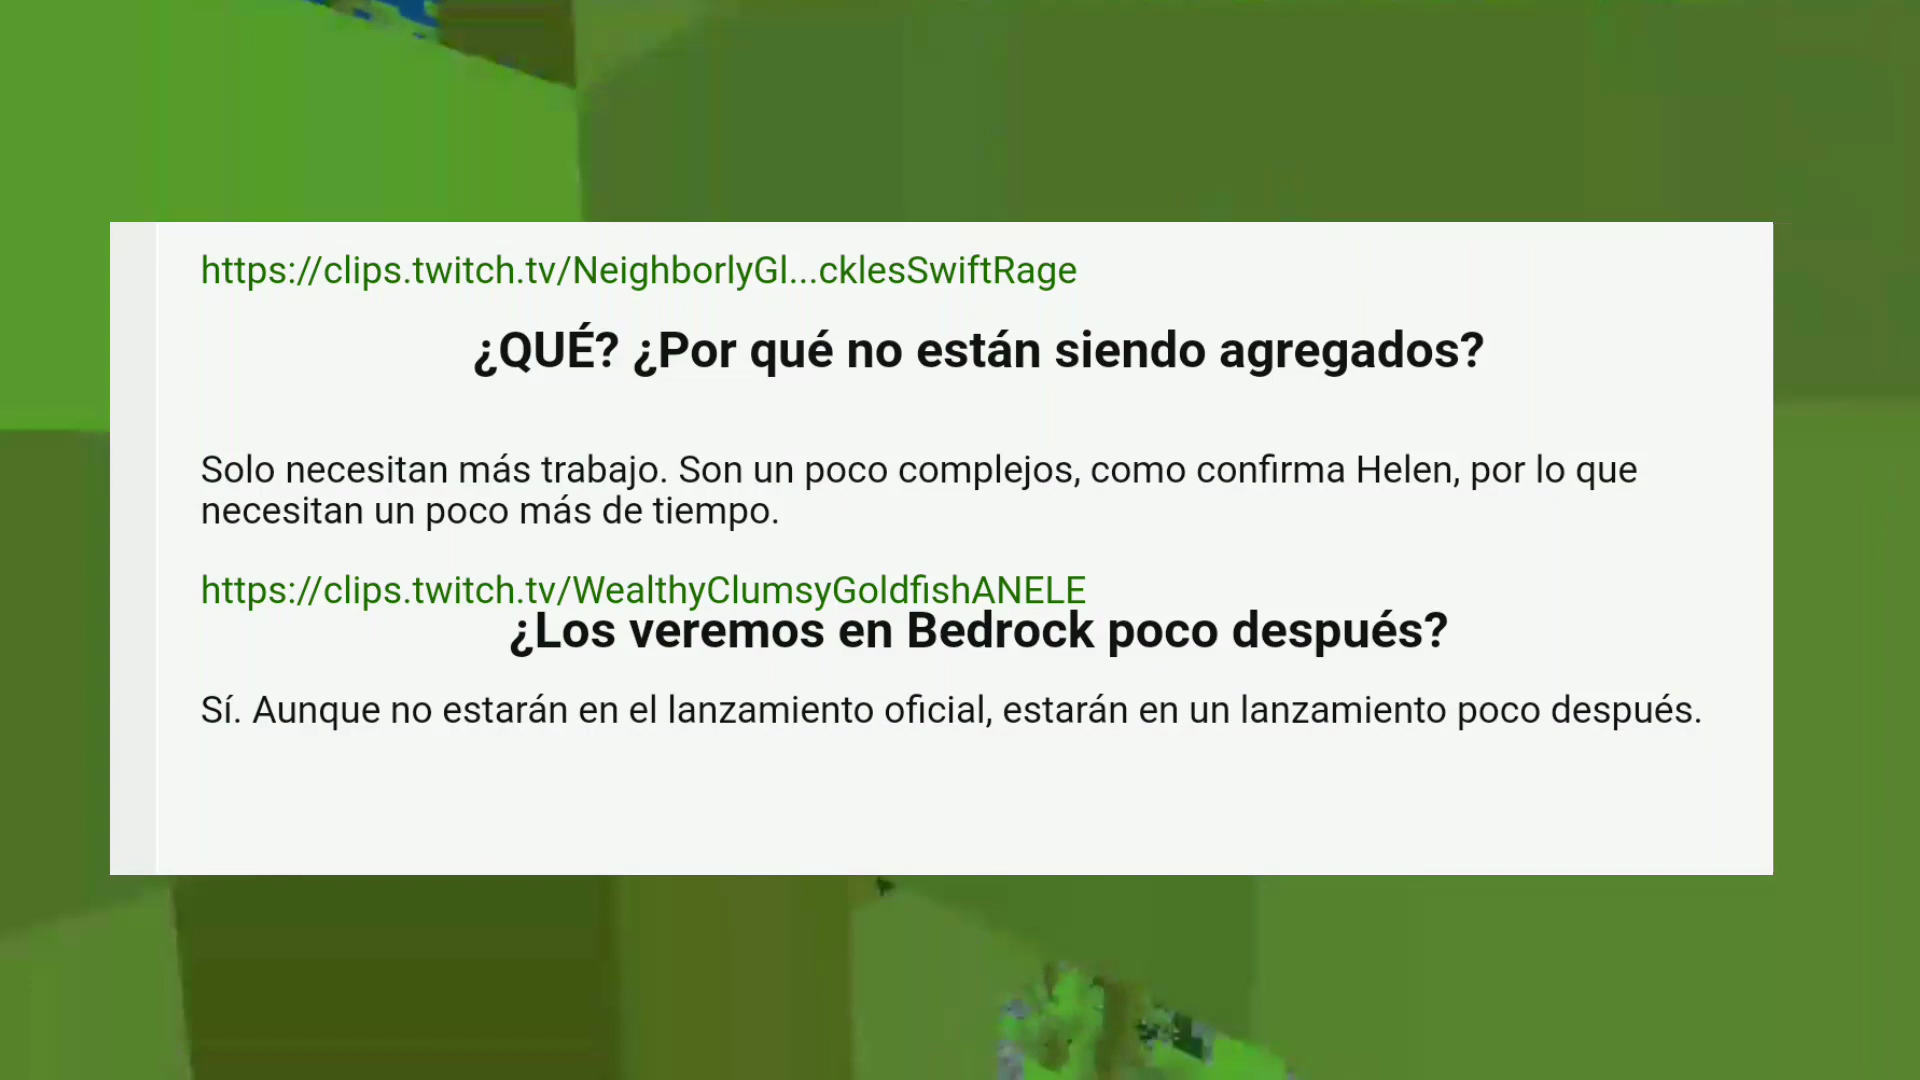 https://clips.twitch.tv/NeighborlyGl...cklesSwiftRage
¿QUÉ? ¿Por qué no están siendo agregados?
Solo necesitan más trabajo. Son un poco complejos, como confirma Helen, por lo que
necesitan un poco más de tiempo.
https://clips.twitch.tv/WealthyClumsyGoldfishANELE
¿Los veremos en Bedrock poco después?
Sí. Aunque no estarán en el lanzamiento oficial, estarán en un lanzamiento poco después.